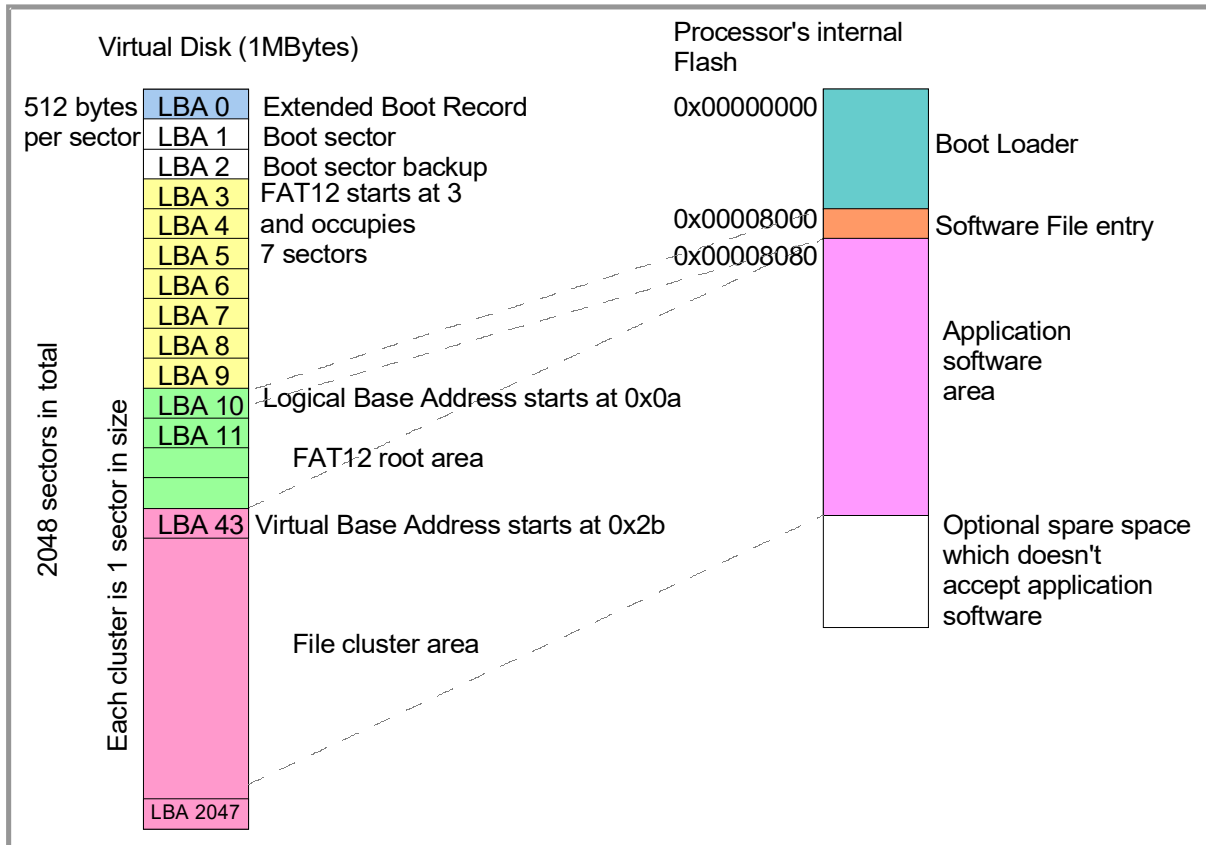 Virtual Disk (1MBytes)
512 bytes
per sector
LBA 0
Extended Boot Record
LBA 1
Boot sector
LBA 2
Boot sector backup
LBA 3
FAT12 starts at 3
LBA 4
and occupies
LBA 5
7 sectors
LBA 6
LBA 7
LBA 8
LBA 9
LBA 10
Logical Base Address starts at 0x0a
LBA 11
FAT12 root area
LBA 43
Virtual Base Address starts at 0x2b
File cluster area
LBA 2047
2048 sectors in total
Each cluster is 1 sector in size
Processor's internal
Flash
0x00000000
Boot Loader
0x00008000
Software File entry
0x00008080
Application
software
area
Optional spare space
which doesn't
accept application
software